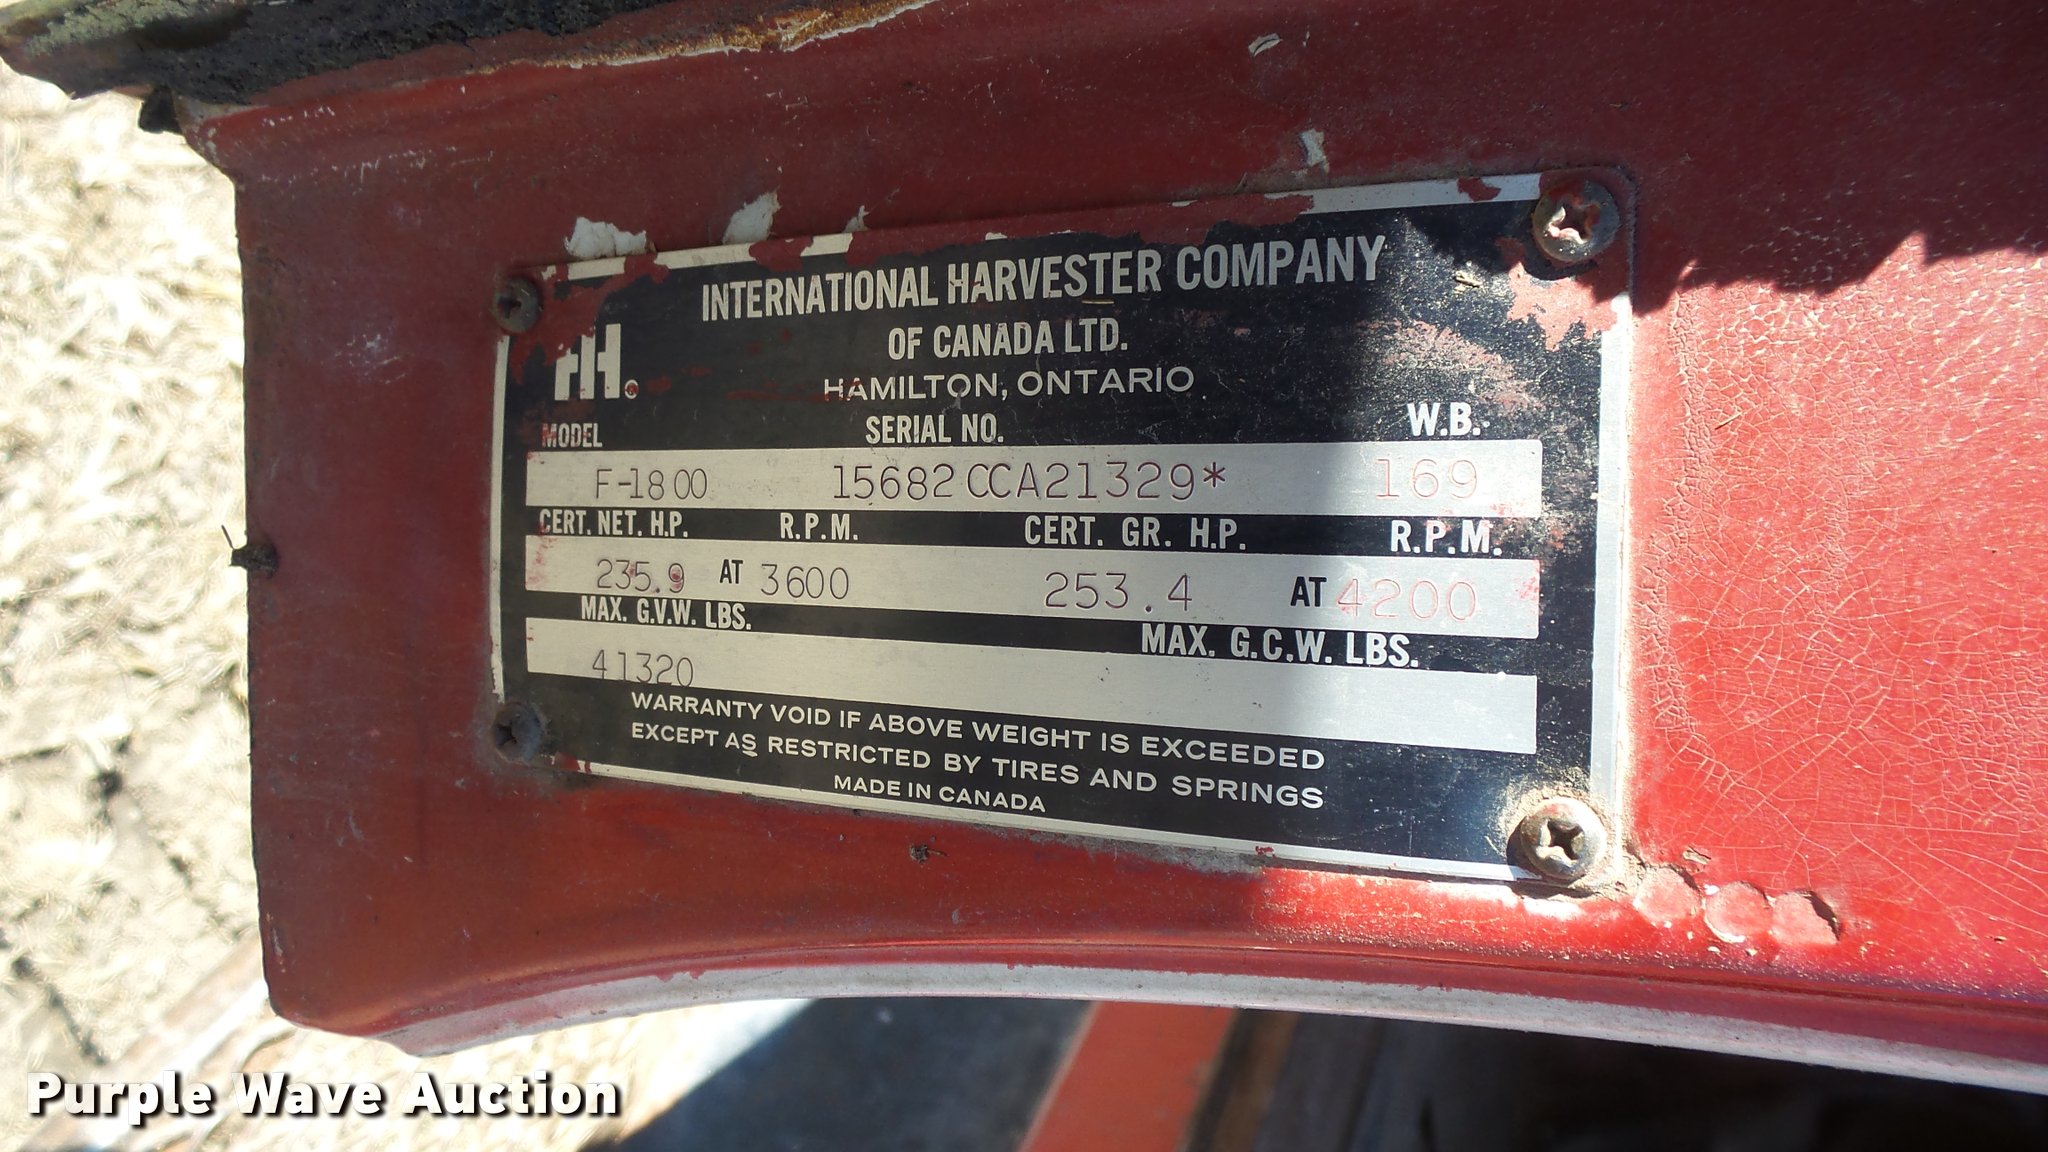 INTERNATIONAL HARVESTER COMPANY
OF CANADA LTD.
HAMILTON, ONTARIO
IH
MODEL SERIAL NO. W.B.
F-1800 15682CCA21329* 169
CERT. NET. H.P. R.P.M. CERT. GR. H.P. R.P.M.
235.9 AT 3600 253.4 AT 4200
MAX. G.V.W. LBS. MAX. G.C.W. LBS.
41320
WARRANTY VOID IF ABOVE WEIGHT IS EXCEEDED
EXCEPT AS RESTRICTED BY TIRES AND SPRINGS
MADE IN CANADA
Purple Wave Auction